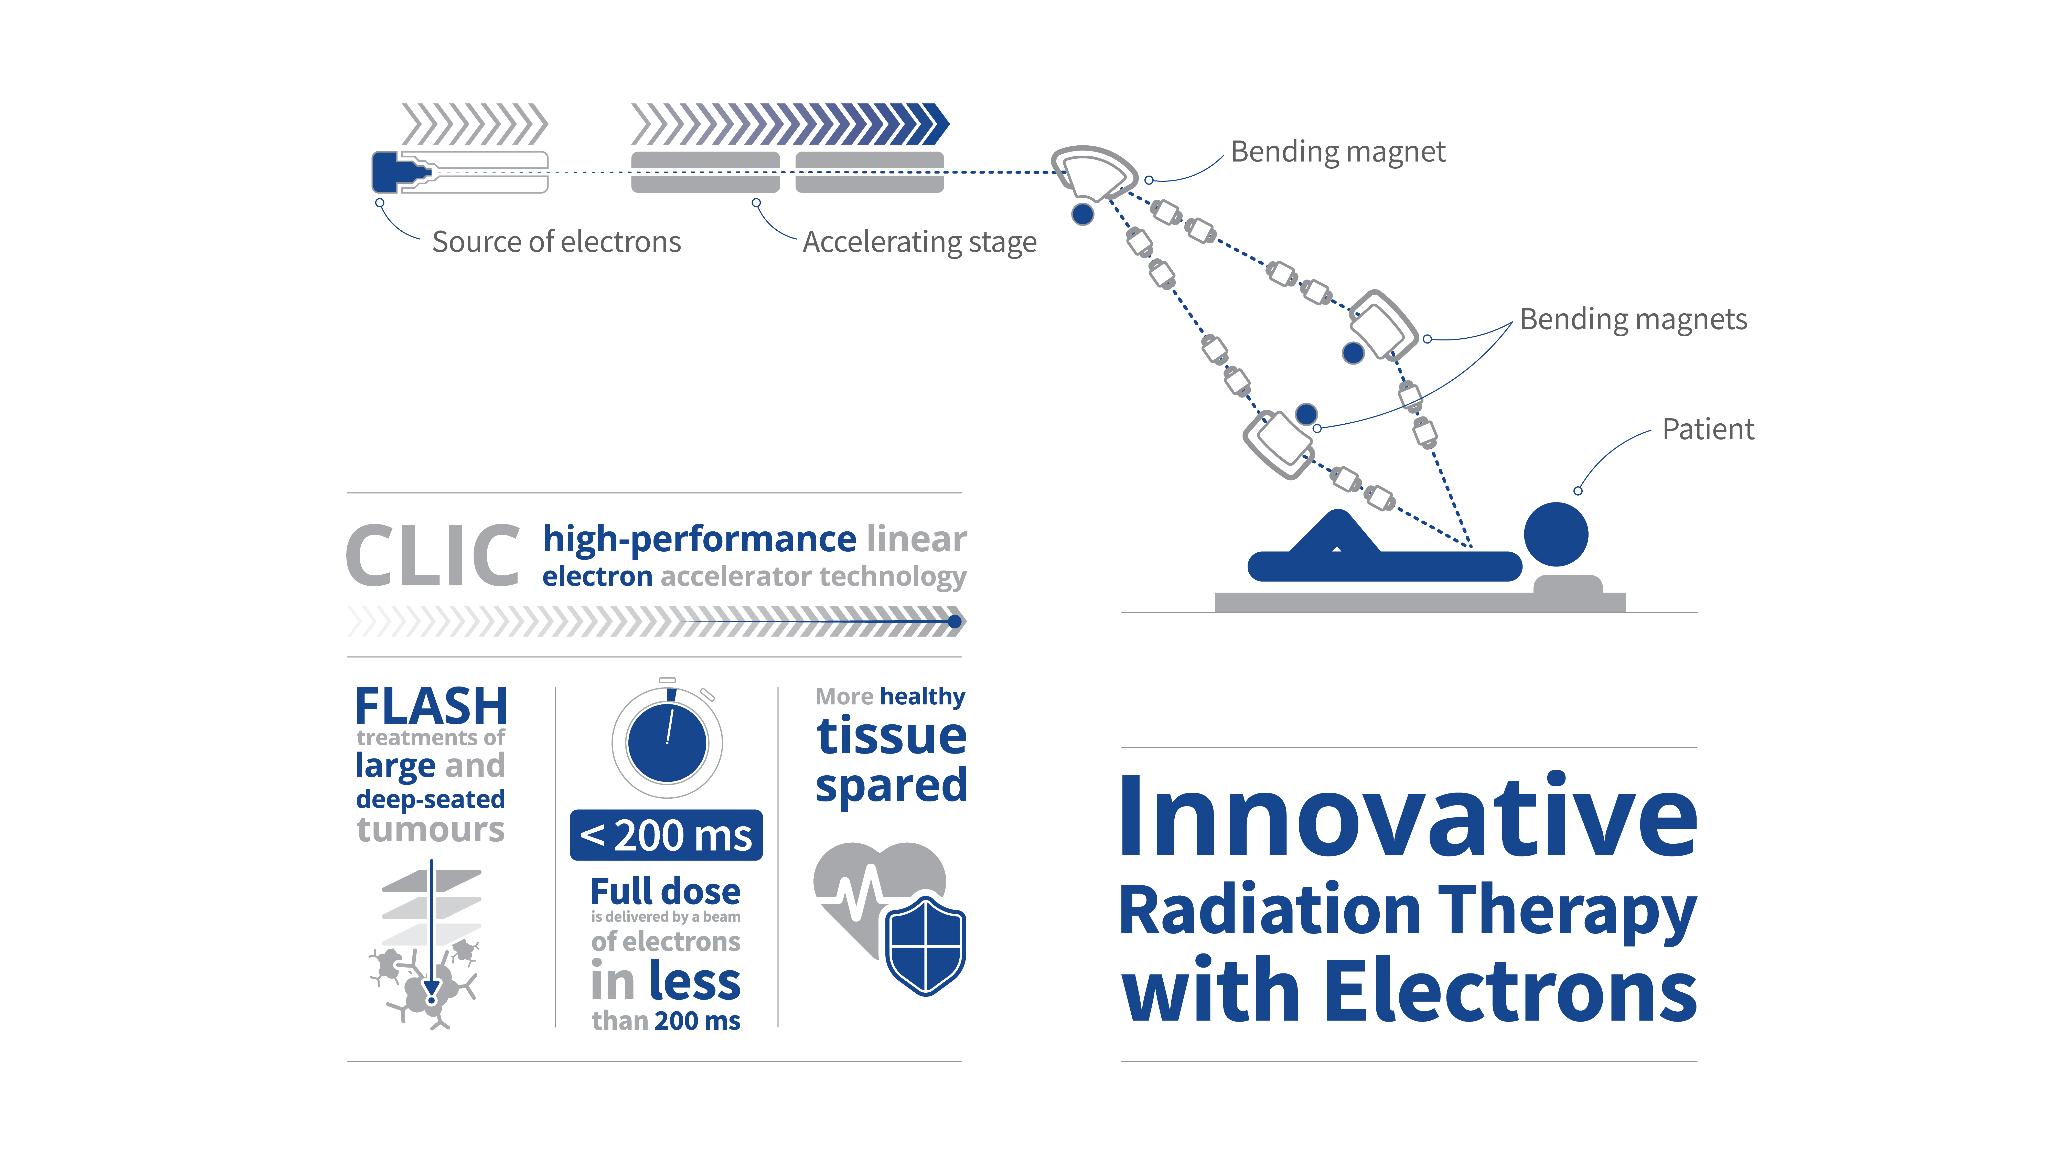 Bending magnet
Source of electrons
Accelerating stage
Bending magnets
Patient
CLIC
high-performance linear
electron accelerator technology
FLASH
treatments of
large and
deep-seated
tumours
< 200 ms
Full dose
is delivered by a beam
of electrons
in less
than 200 ms
More healthy
tissue
spared
Innovative
Radiation Therapy
with Electrons